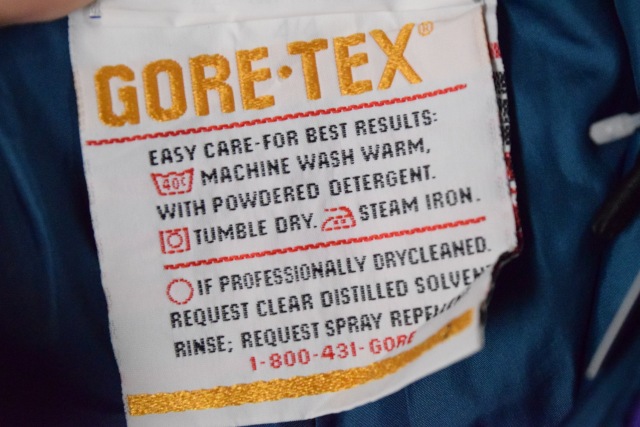 GORE·TEX®
EASY CARE-FOR BEST RESULTS:
40C MACHINE WASH WARM,
WITH POWDERED DETERGENT.
TUMBLE DRY. STEAM IRON.
IF PROFESSIONALLY DRYCLEANED.
REQUEST CLEAR DISTILLED SOLVENT
RINSE; REQUEST SPRAY
1-800-431-GORE